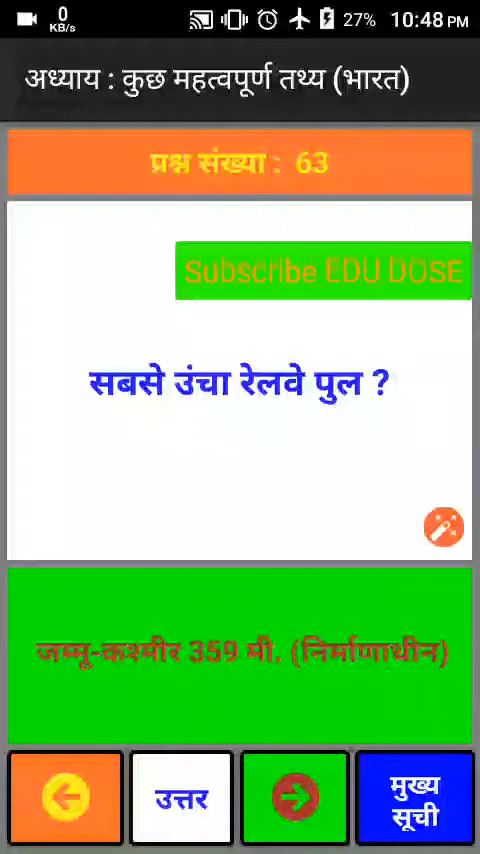 0
KB/s
27% 10:48 PM
अध्याय : कुछ महत्वपूर्ण तथ्य (भारत)
प्रश्न संख्या : 63
Subscribe EDU DOSE
सबसे उंचा रेलवे पुल ?
जम्मू-कश्मीर 359 मी. (निर्माणाधीन)
उत्तर
मुख्य
सूची